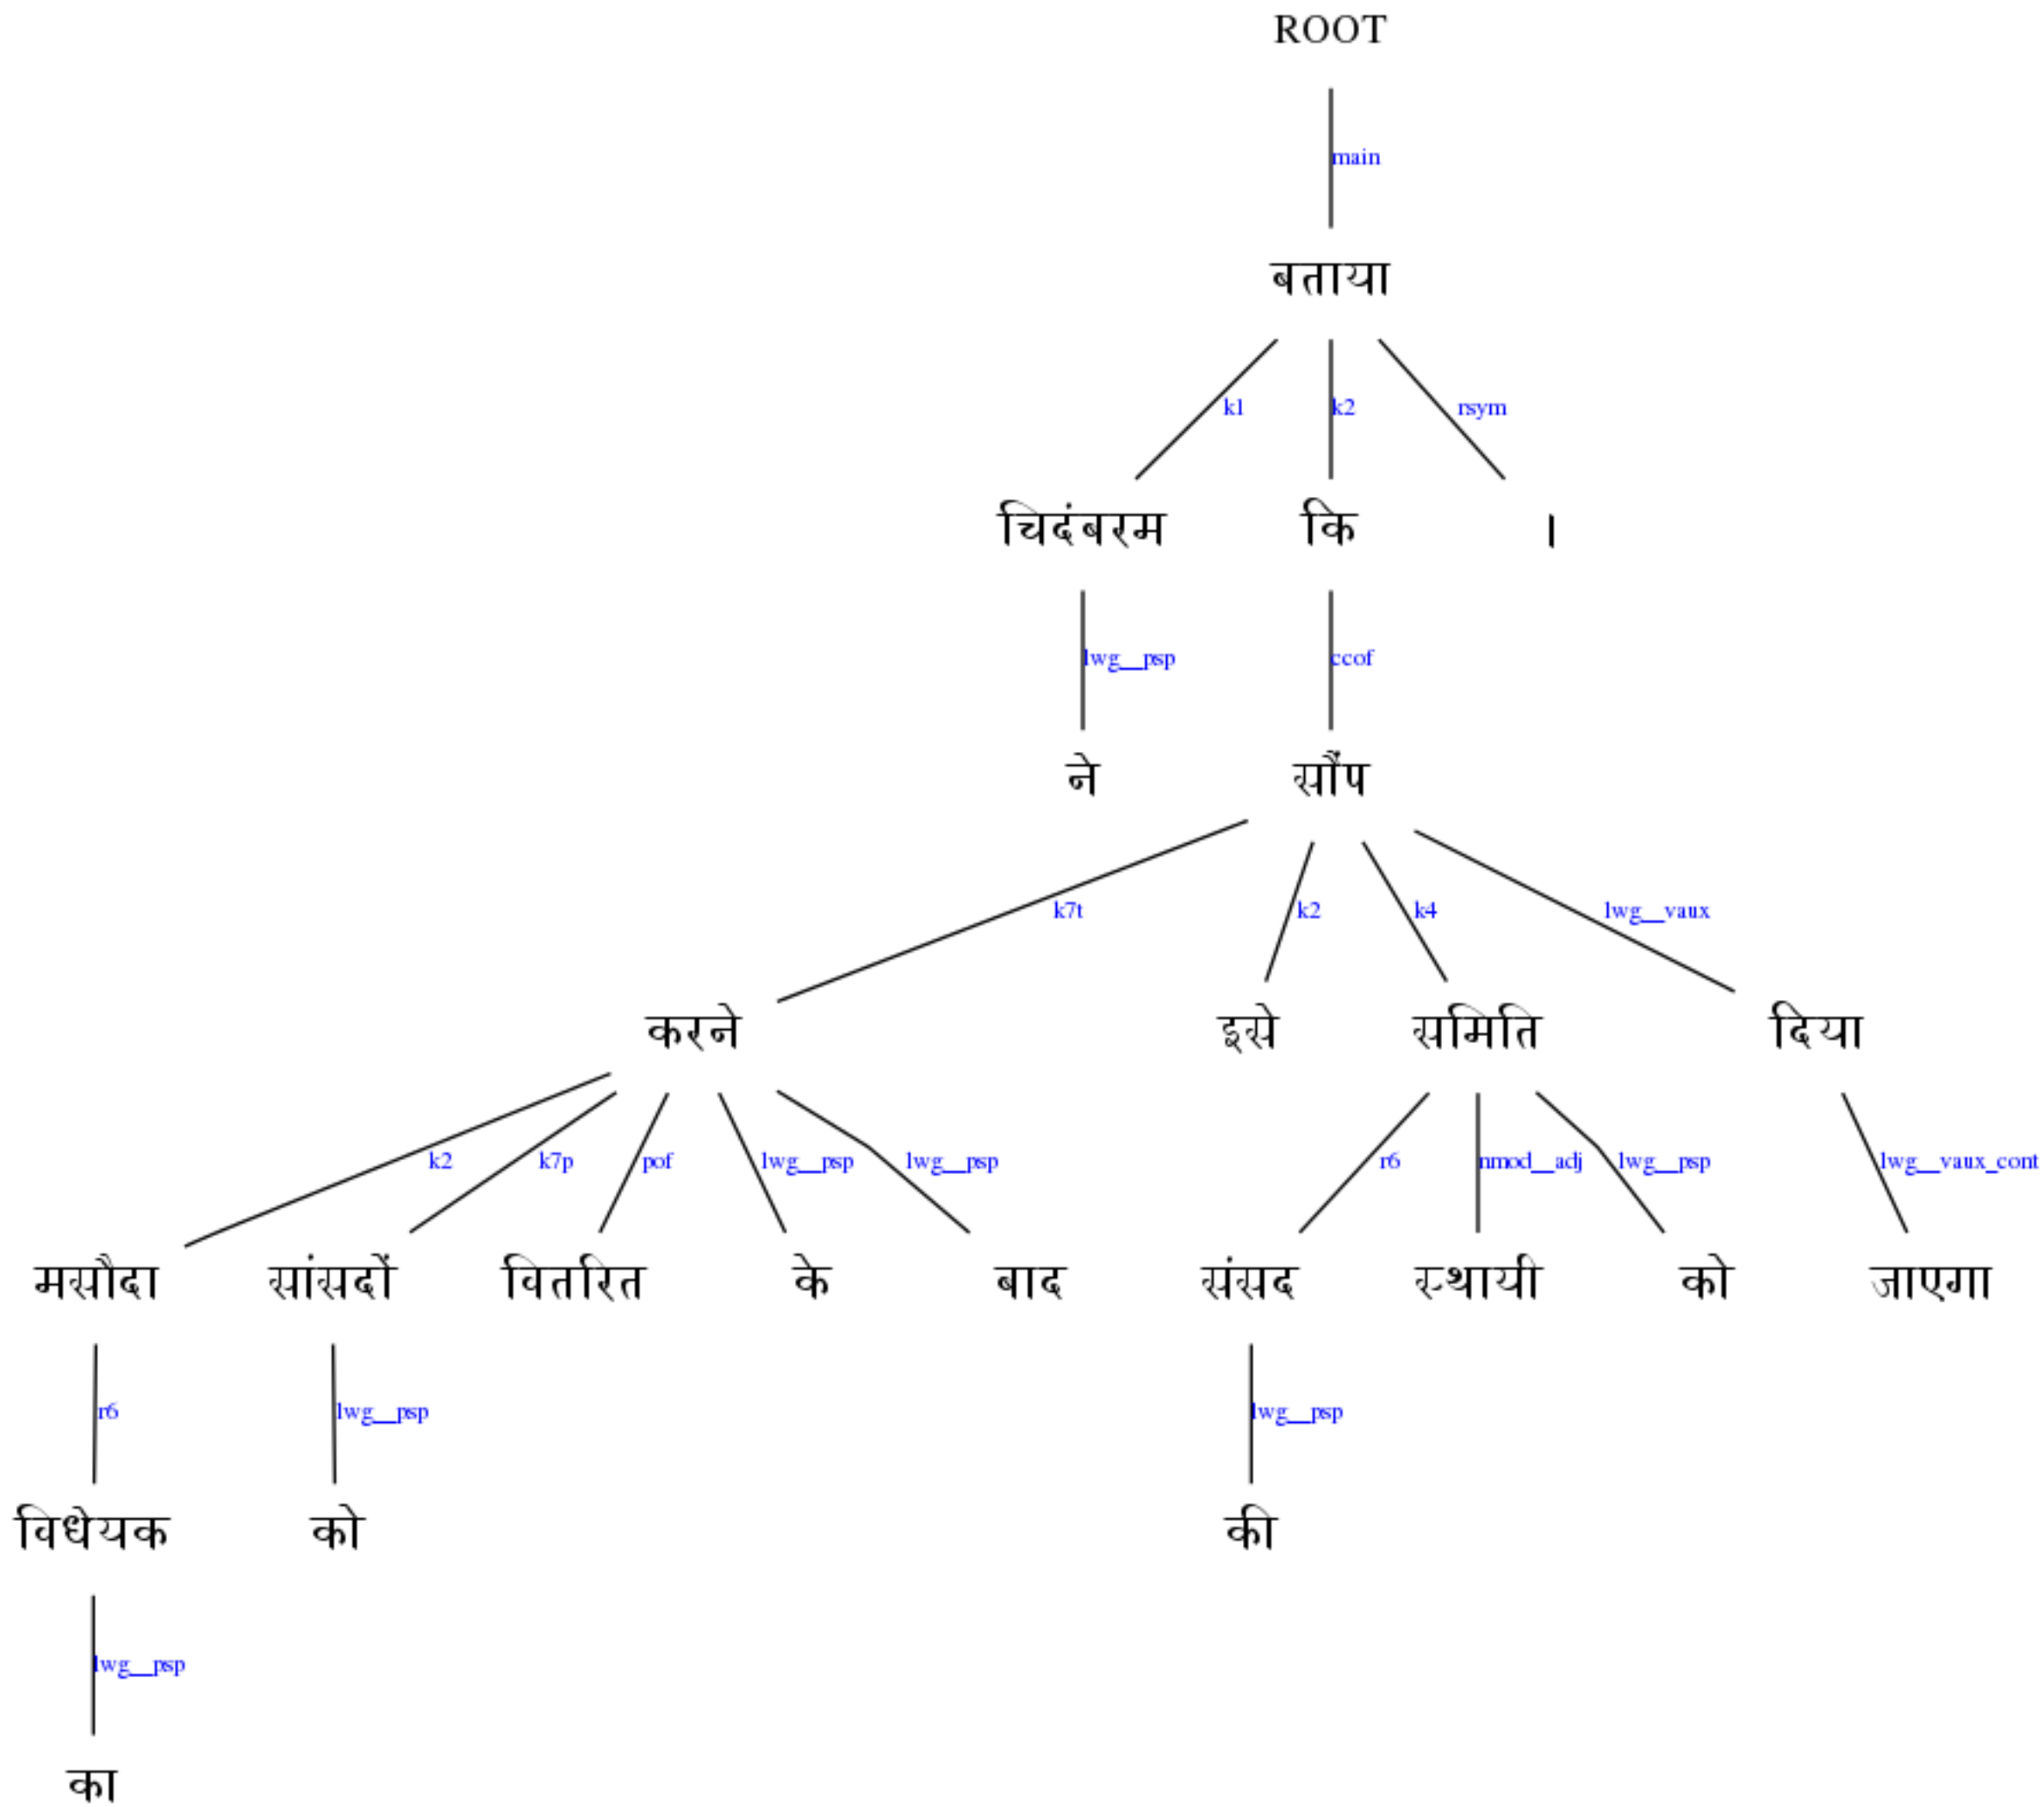 ROOT
main
बताया
k1 k2 rsym
चिदंबरम कि ।
lwg__psp ccof
ने सौंप
k7t k2 k4 lwg__vaux
करने इसे समिति दिया
k2 k7p pof lwg__psp lwg__psp r6 nmod__adj lwg__psp lwg__vaux_cont
मसौदा सांसदों वितरित के बाद संसद स्थायी को जाएगा
r6 lwg__psp lwg__psp
विधेयक को की
lwg__psp
का